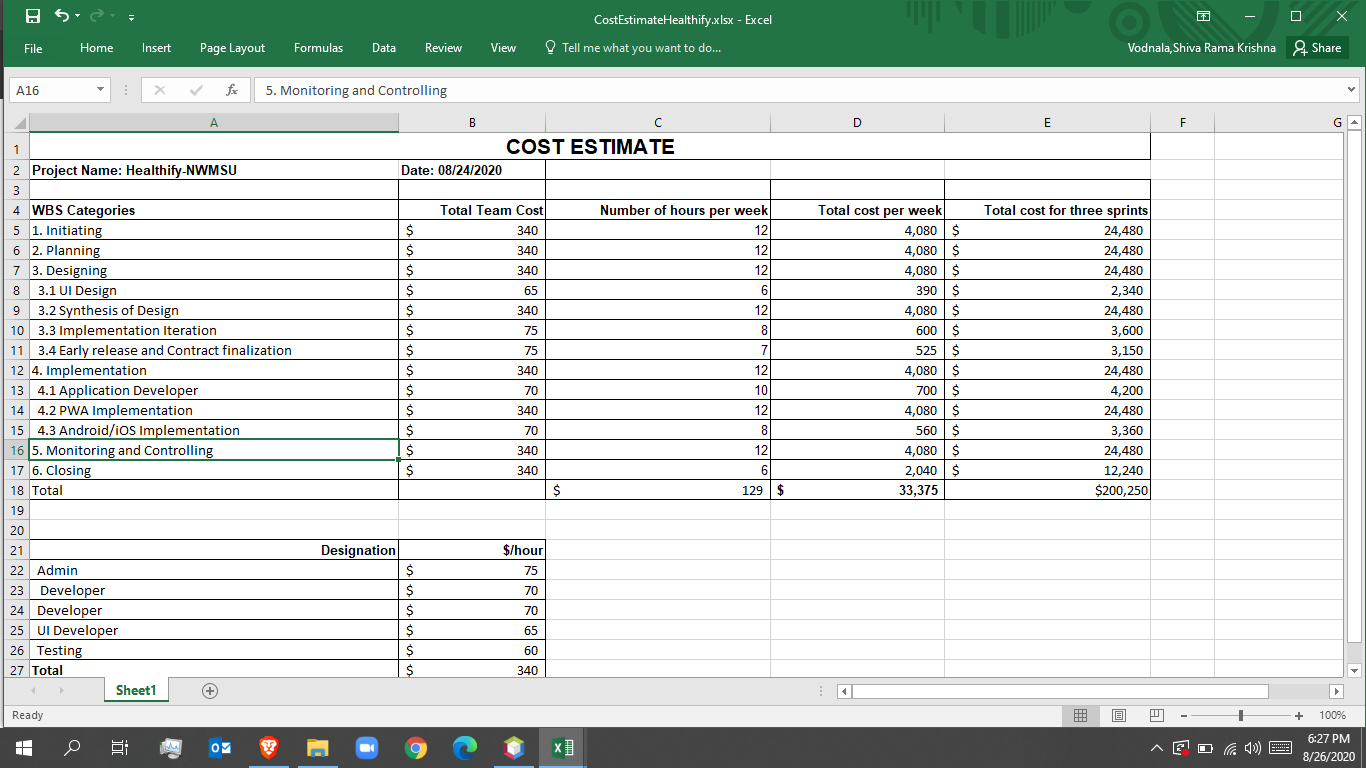 CostEstimateHealthify.xlsx - Excel
File Home Insert Page Layout Formulas Data Review View Tell me what you want to do... Vodnala,Shiva Rama Krishna Share
A16 fx 5. Monitoring and Controlling
A B C D E F G
1 COST ESTIMATE
2 Project Name: Healthify-NWMSU Date: 08/24/2020
3
4 WBS Categories Total Team Cost Number of hours per week Total cost per week Total cost for three sprints
5 1. Initiating $ 340 12 4,080 $ 24,480
6 2. Planning $ 340 12 4,080 $ 24,480
7 3. Designing $ 340 12 4,080 $ 24,480
8 3.1 UI Design $ 65 6 390 $ 2,340
9 3.2 Synthesis of Design $ 340 12 4,080 $ 24,480
10 3.3 Implementation Iteration $ 75 8 600 $ 3,600
11 3.4 Early release and Contract finalization $ 75 7 525 $ 3,150
12 4. Implementation $ 340 12 4,080 $ 24,480
13 4.1 Application Developer $ 70 10 700 $ 4,200
14 4.2 PWA Implementation $ 340 12 4,080 $ 24,480
15 4.3 Android/iOS Implementation $ 70 8 560 $ 3,360
16 5. Monitoring and Controlling $ 340 12 4,080 $ 24,480
17 6. Closing $ 340 6 2,040 $ 12,240
18 Total $ 129 $ 33,375 $200,250
19
20
21 Designation $/hour
22 Admin $ 75
23 Developer $ 70
24 Developer $ 70
25 UI Developer $ 65
26 Testing $ 60
27 Total $ 340
Sheet1
Ready 100%
6:27 PM
8/26/2020